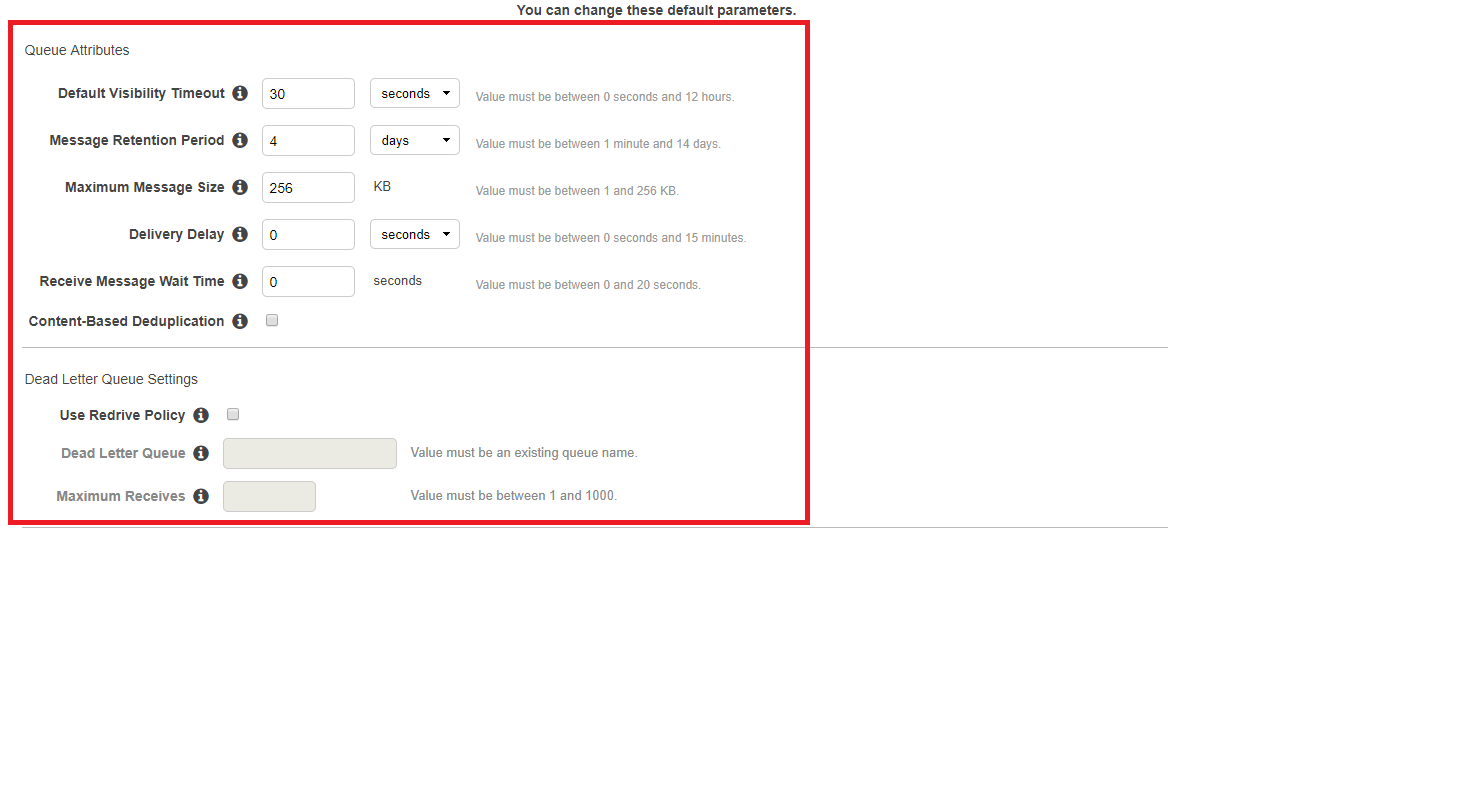 You can change these default parameters.
Queue Attributes
Default Visibility Timeout 30 seconds Value must be between 0 seconds and 12 hours.
Message Retention Period 4 days Value must be between 1 minute and 14 days.
Maximum Message Size 256 KB Value must be between 1 and 256 KB.
Delivery Delay 0 seconds Value must be between 0 seconds and 15 minutes.
Receive Message Wait Time 0 seconds Value must be between 0 and 20 seconds.
Content-Based Deduplication
Dead Letter Queue Settings
Use Redrive Policy
Dead Letter Queue Value must be an existing queue name.
Maximum Receives Value must be between 1 and 1000.